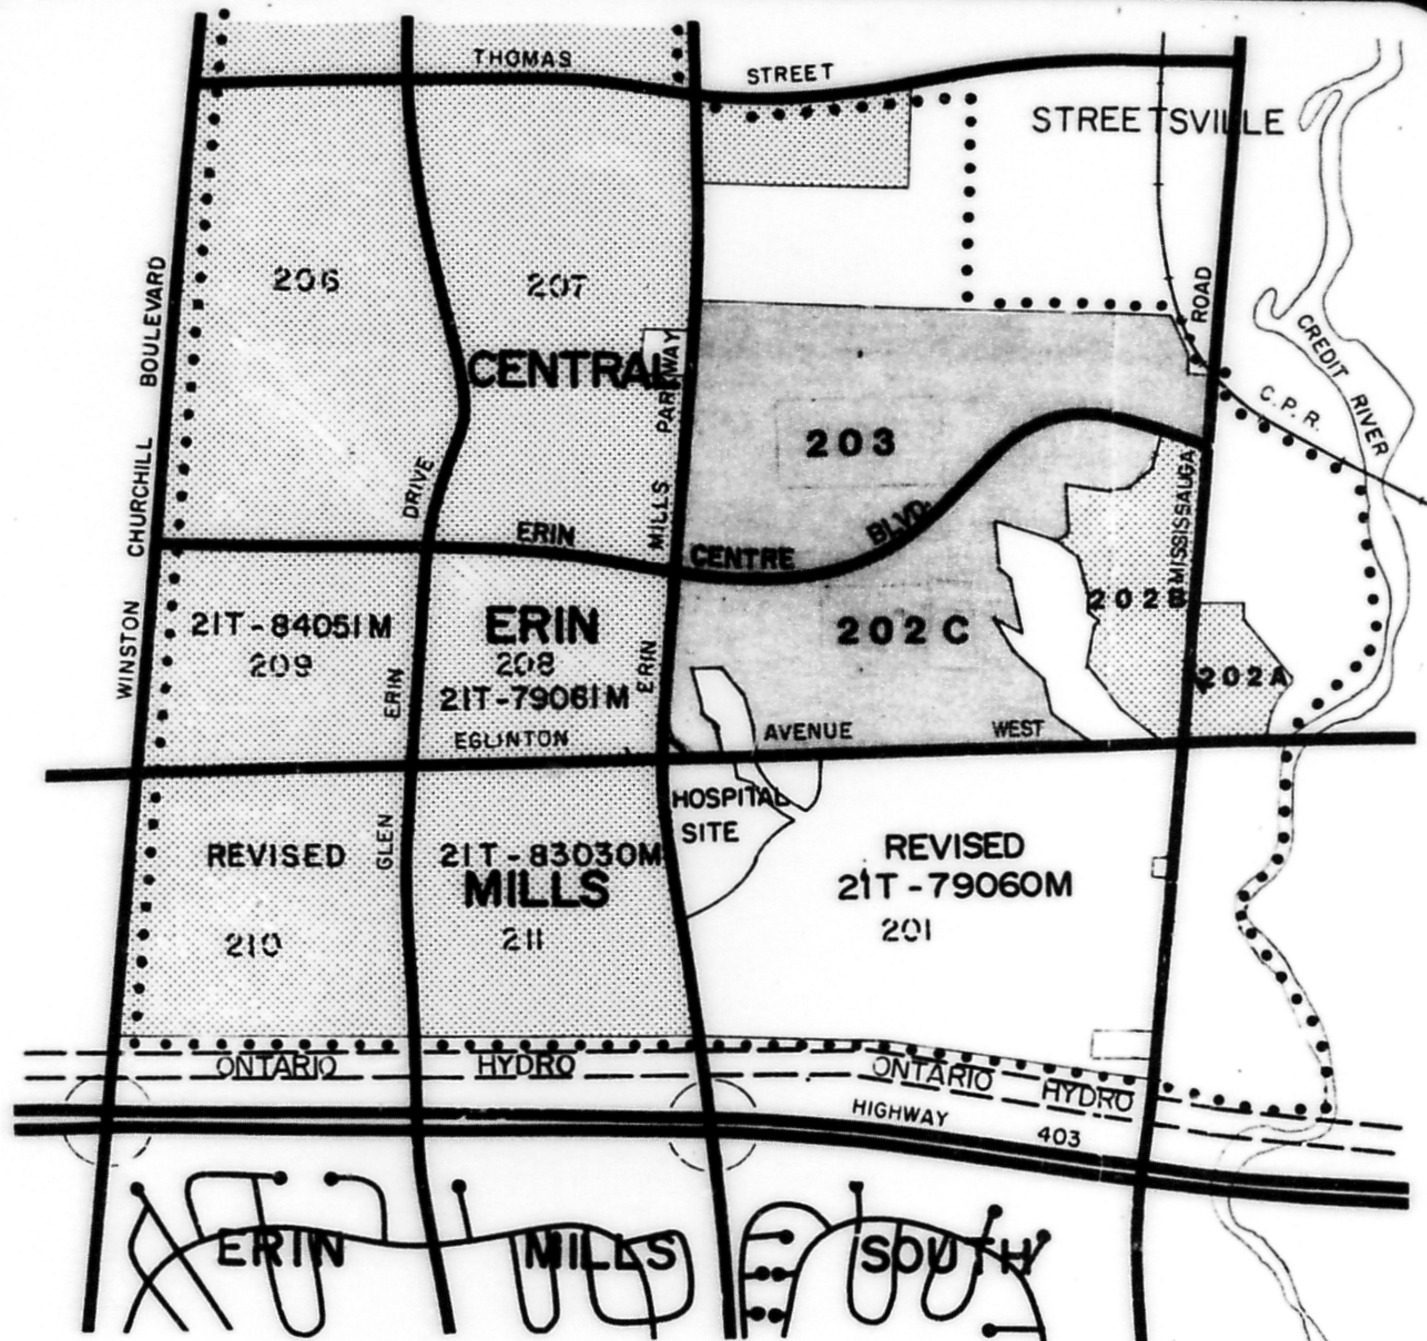 THOMAS STREET
STREETSVILLE
206
207
CENTRAL
WINSTON CHURCHILL BOULEVARD
GLEN ERIN DRIVE
ERIN MILLS PARKWAY
MISSISSAUGA ROAD
CREDIT RIVER
C.P.R.
203
ERIN CENTRE BLVD.
202B
21T-84051M
209
ERIN
208
21T-79061M
202C
202A
EGLINTON AVENUE WEST
HOSPITAL
SITE
REVISED
210
21T-83030M
MILLS
211
REVISED
21T-79060M
201
ONTARIO HYDRO
ONTARIO HYDRO
HIGHWAY 403
ERIN MILLS SOUTH